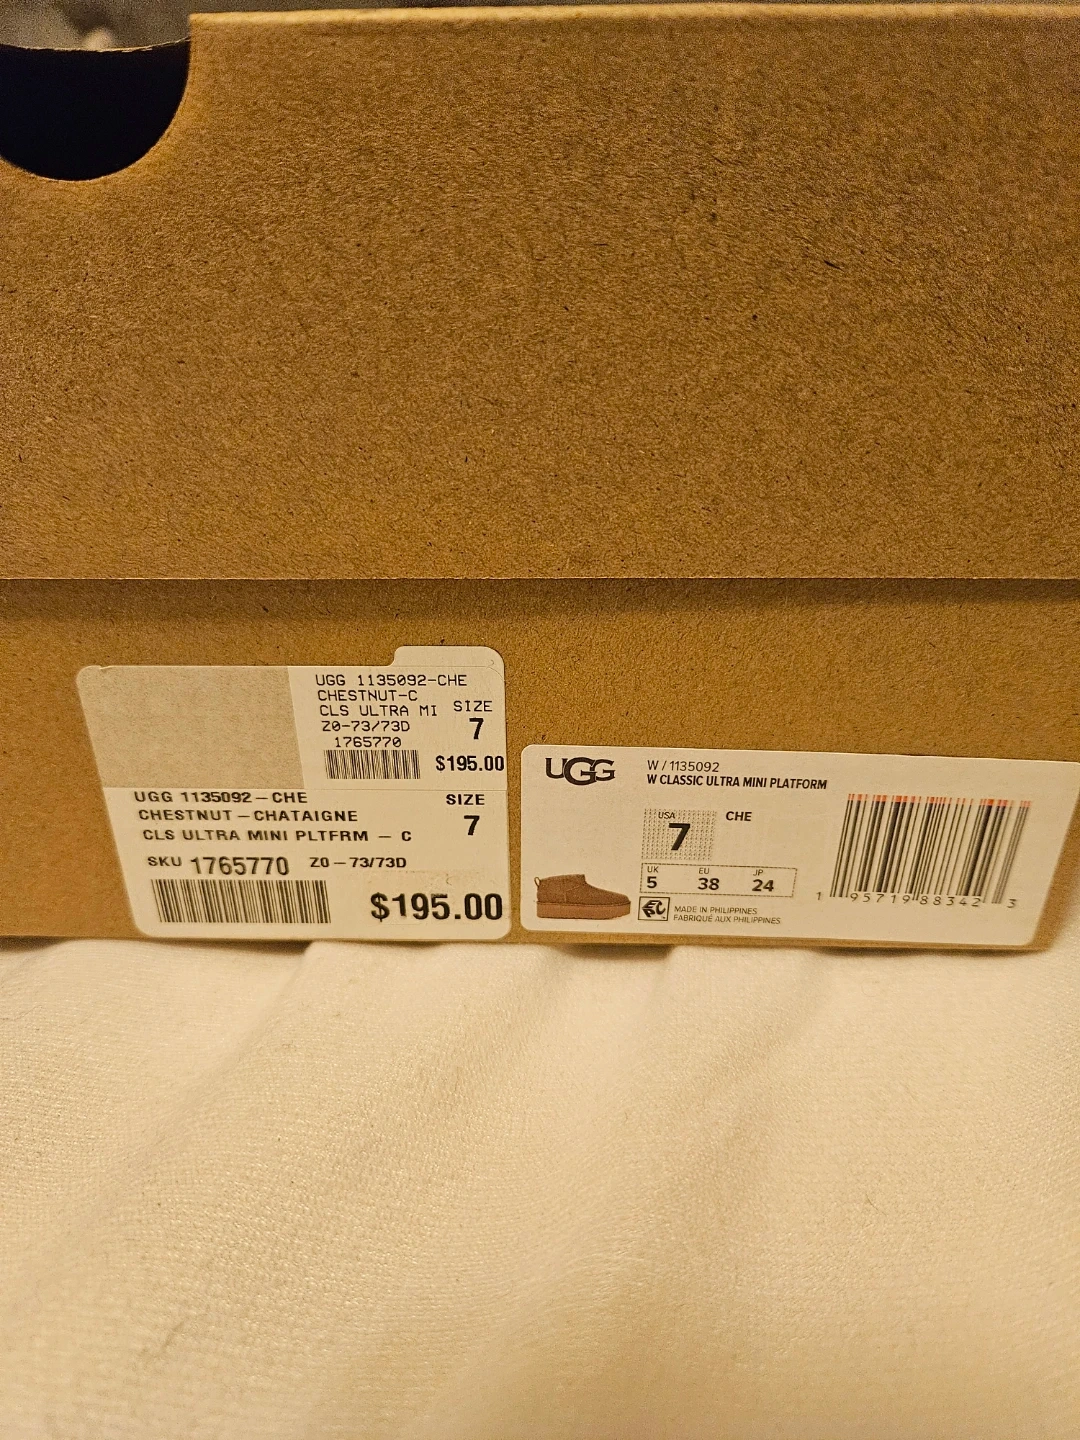 UGG 1135092-CHE
CHESTNUT-C
CLS ULTRA MI SIZE
Z0-73/73D 7
1765770
$195.00
UGG 1135092 - CHE SIZE
CHESTNUT - CHATAIGNE 7
CLS ULTRA MINI PLTFRM - C
SKU 1765770 Z0 - 73/73D
$195.00
UGG
W / 1135092
W CLASSIC ULTRA MINI PLATFORM
USA CHE
7
UK EU JP
5 38 24
MADE IN PHILIPPINES
FABRIQUÉ AUX PHILIPPINES
1 95719 88342 3